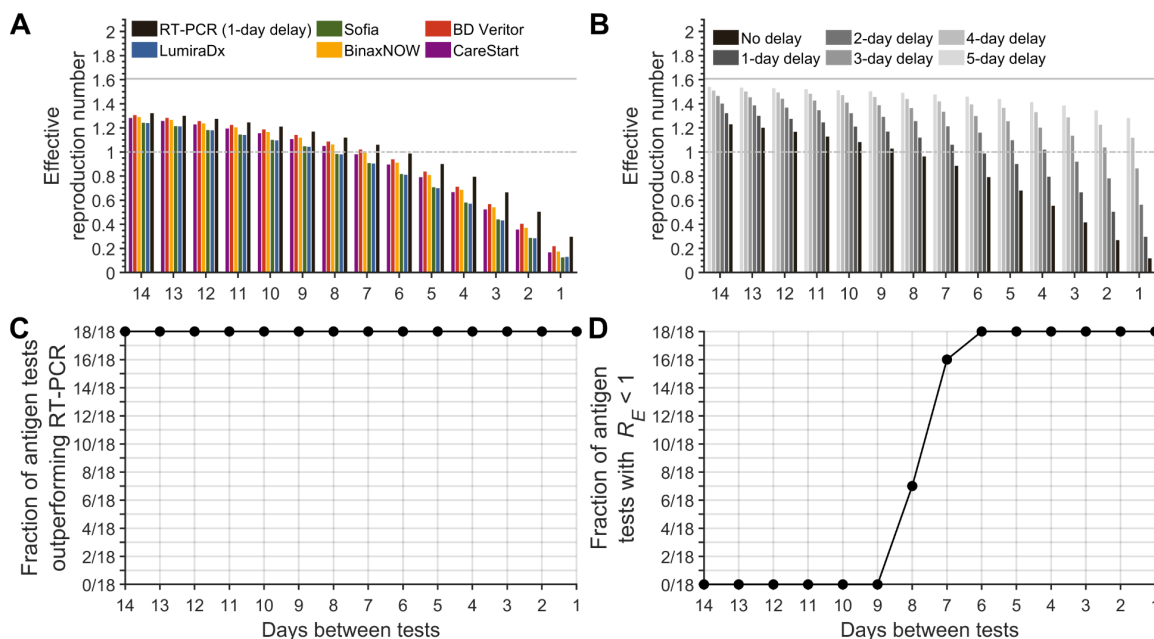 A
RT-PCR (1-day delay)
Sofia
BD Veritor
LumiraDx
BinaxNOW
CareStart
Effective
reproduction number
2
1.8
1.6
1.4
1.2
1
0.8
0.6
0.4
0.2
0
14 13 12 11 10 9 8 7 6 5 4 3 2 1
B
No delay
2-day delay
4-day delay
1-day delay
3-day delay
5-day delay
Effective
reproduction number
2
1.8
1.6
1.4
1.2
1
0.8
0.6
0.4
0.2
0
14 13 12 11 10 9 8 7 6 5 4 3 2 1
C
Fraction of antigen tests
outperforming RT-PCR
18/18
16/18
14/18
12/18
10/18
8/18
6/18
4/18
2/18
0/18
14 13 12 11 10 9 8 7 6 5 4 3 2 1
Days between tests
D
Fraction of antigen
tests with R_E < 1
18/18
16/18
14/18
12/18
10/18
8/18
6/18
4/18
2/18
0/18
14 13 12 11 10 9 8 7 6 5 4 3 2 1
Days between tests